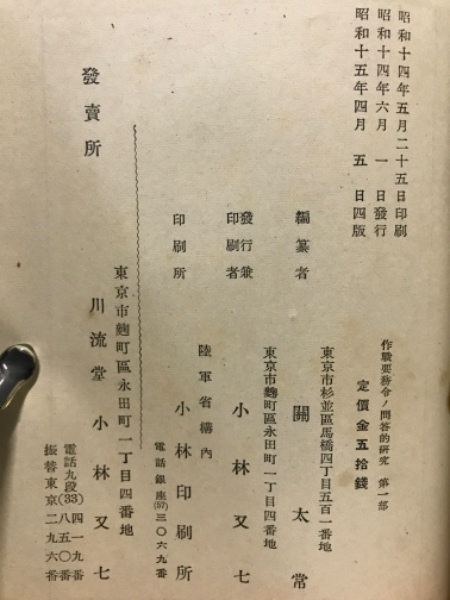 昭和十四年五月二十五日印刷
昭和十四年六月一日發行
昭和十五年四月五日四版
作戰要務令ノ問答的研究 第一部
定價金五拾錢
編纂者
東京市杉並區馬橋四丁目五百一番地
關太常
發行兼
印刷者
東京市麴町區永田町一丁目四番地
小林又七
印刷所
陸軍省構內
小林印刷所
電話銀座(57)三〇六九番
發賣所
東京市麴町區永田町一丁目四番地
川流堂 小林又七
電話九段(33)四一九番
八五〇番
振替東京二九六番